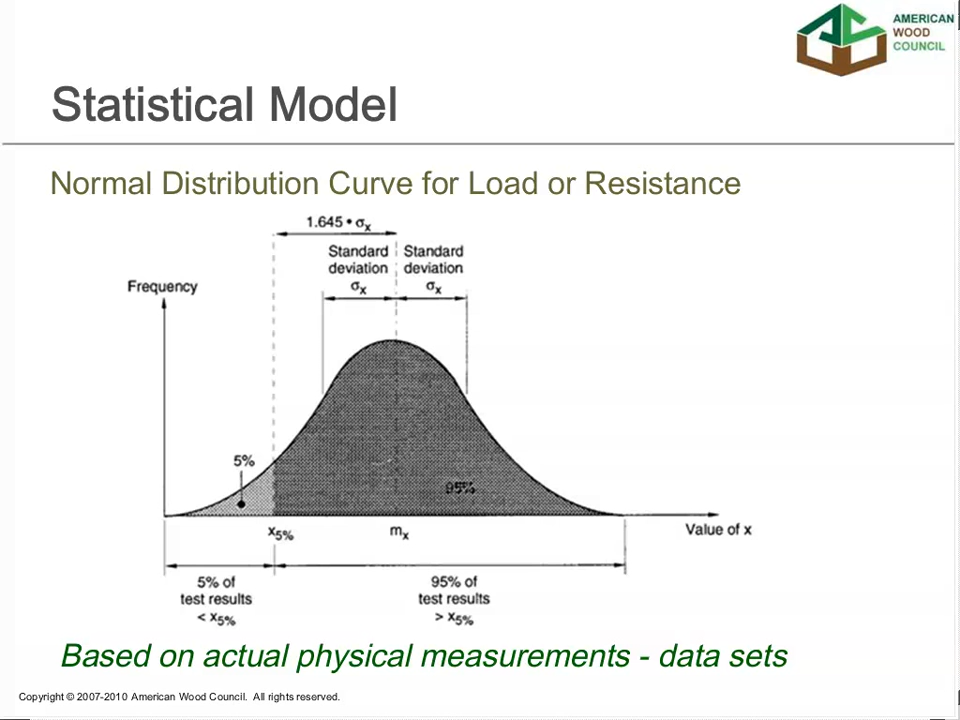 AMERICAN
WOOD
COUNCIL
Statistical Model
Normal Distribution Curve for Load or Resistance
1.645 • σx
Standard Standard
deviation deviation
σx σx
Frequency
5%
95%
x5% mx Value of x
5% of 95% of
test results test results
< x5% > x5%
Based on actual physical measurements - data sets
Copyright © 2007-2010 American Wood Council. All rights reserved.